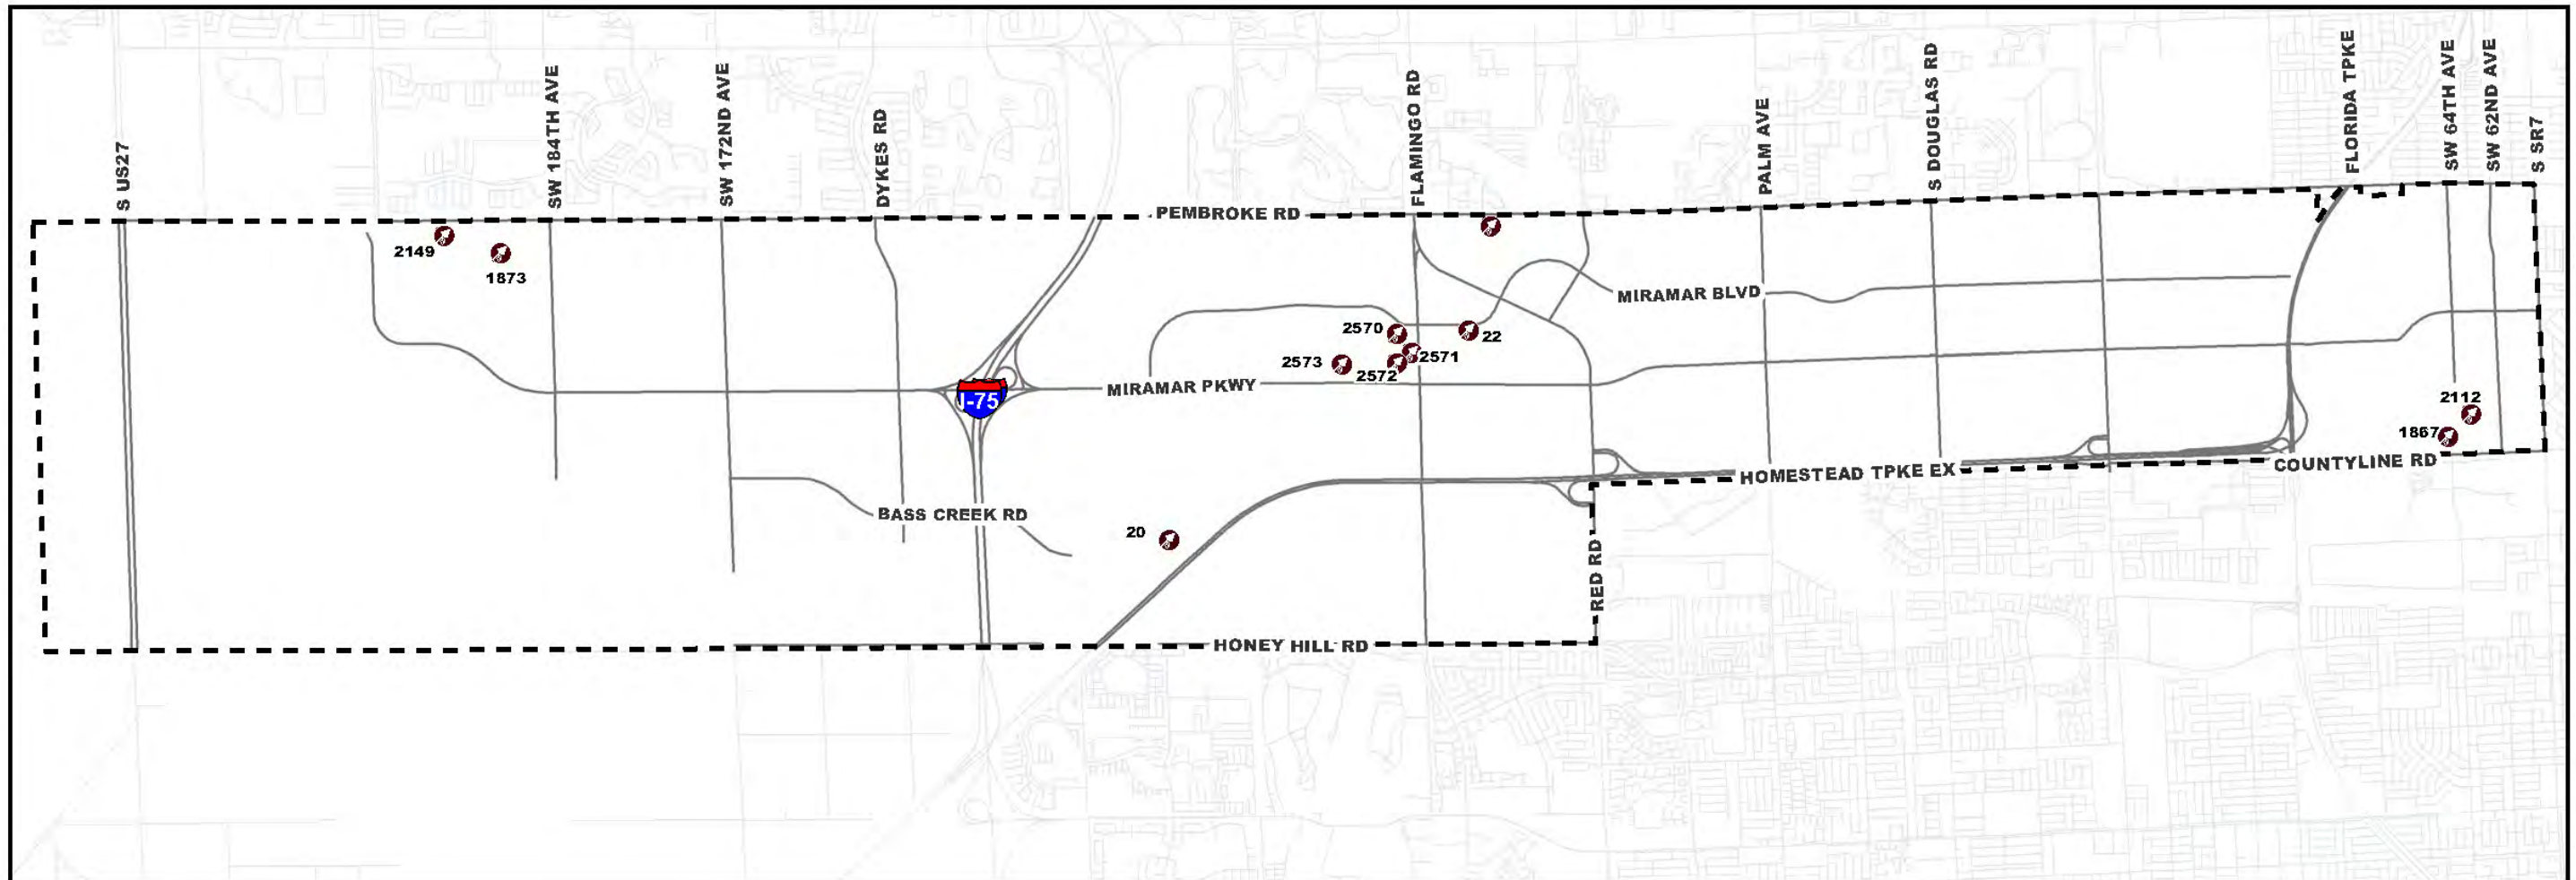 S US27
SW 184TH AVE
SW 172ND AVE
DYKES RD
FLAMINGO RD
PALM AVE
S DOUGLAS RD
FLORIDA TPKE
SW 64TH AVE
SW 62ND AVE
S SR7
PEMBROKE RD
2149
1873
MIRAMAR BLVD
2570
22
2571
2573
2572
MIRAMAR PKWY
I-75
2112
1867
COUNTYLINE RD
HOMESTEAD TPKE EX
BASS CREEK RD
20
RED RD
HONEY HILL RD